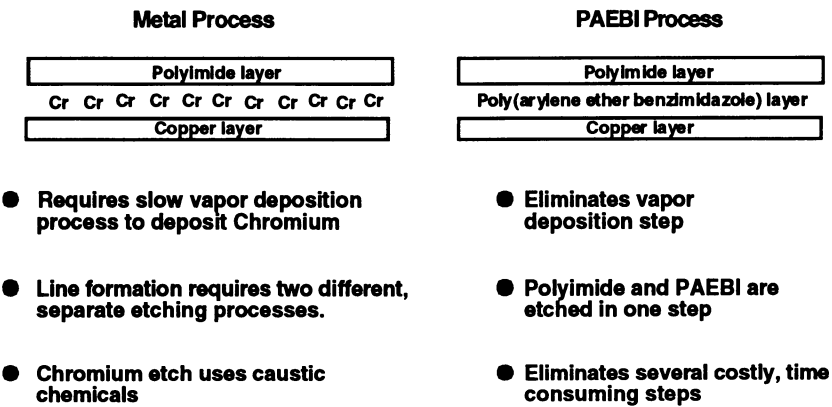 Metal Process
Polyimide layer
Cr Cr Cr Cr Cr Cr Cr Cr Cr Cr Cr
Copper layer
● Requires slow vapor deposition
process to deposit Chromium
● Line formation requires two different,
separate etching processes.
● Chromium etch uses caustic
chemicals
PAEBI Process
Polyimide layer
Poly(arylene ether benzimidazole) layer
Copper layer
● Eliminates vapor
deposition step
● Polyimide and PAEBI are
etched in one step
● Eliminates several costly, time
consuming steps